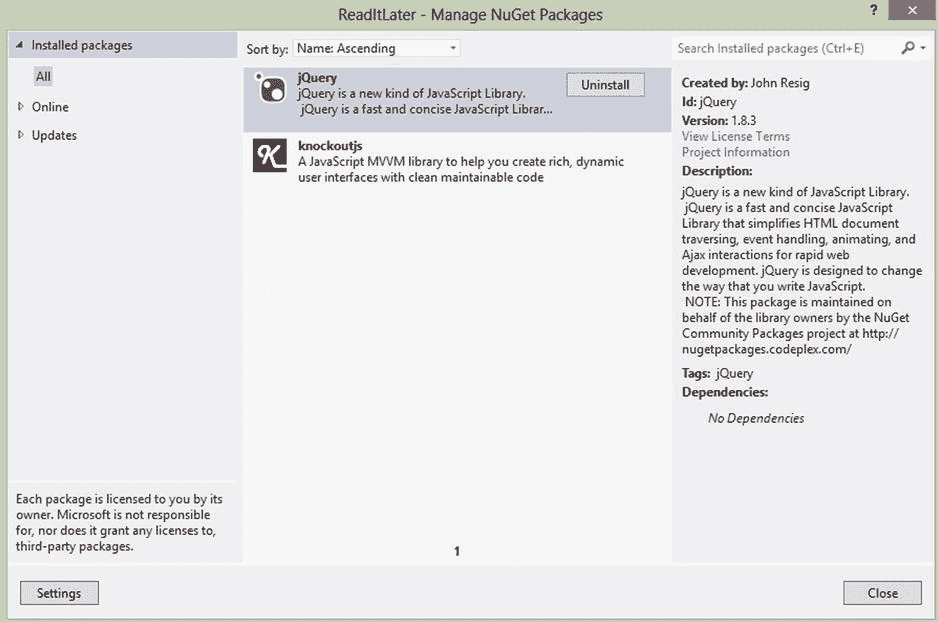 ReadItLater - Manage NuGet Packages
?
Installed packages
All
Online
Updates
Each package is licensed to you by its
owner. Microsoft is not responsible
for, nor does it grant any licenses to,
third-party packages.
Settings
Sort by: Name: Ascending
jQuery
jQuery is a new kind of JavaScript Library.
jQuery is a fast and concise JavaScript Librar...
Uninstall
knockoutjs
A JavaScript MVVM library to help you create rich, dynamic
user interfaces with clean maintainable code
1
Search Installed packages (Ctrl+E)
Created by: John Resig
Id: jQuery
Version: 1.8.3
View License Terms
Project Information
Description:
jQuery is a new kind of JavaScript Library.
jQuery is a fast and concise JavaScript
Library that simplifies HTML document
traversing, event handling, animating, and
Ajax interactions for rapid web
development. jQuery is designed to change
the way that you write JavaScript.
NOTE: This package is maintained on
behalf of the library owners by the NuGet
Community Packages project at http://
nugetpackages.codeplex.com/
Tags: jQuery
Dependencies:
No Dependencies
Close